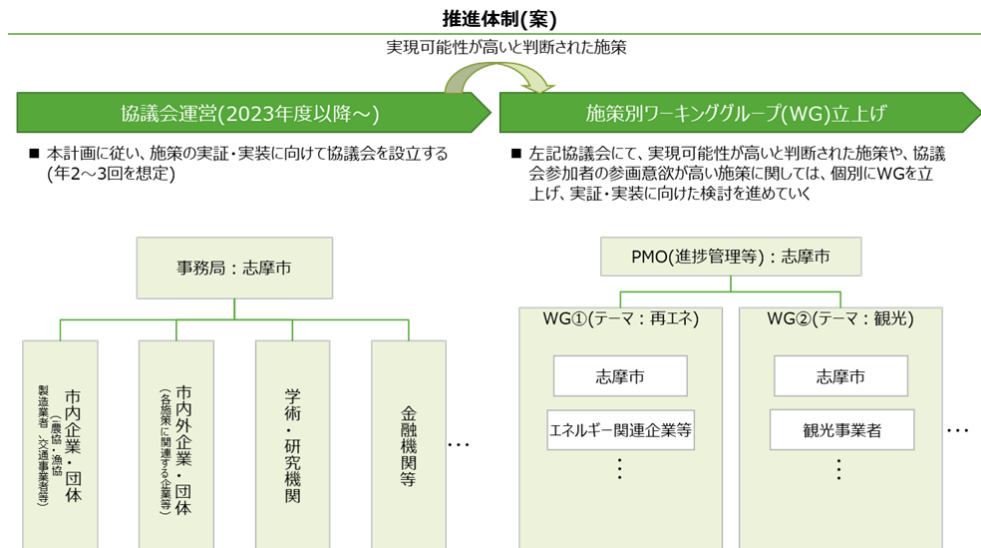 推進体制(案)
実現可能性が高いと判断された施策
協議会運営(2023年度以降～)
■ 本計画に従い、施策の実証・実装に向けて協議会を設立する
(年2～3回を想定)
事務局：志摩市
市内企業・団体
(農協・漁協
製造業者、交通事業者等)
市内外企業・団体
(各施策に関連する企業等)
学術・研究機関
金融機関等
…
施策別ワーキンググループ(WG)立上げ
■ 左記協議会にて、実現可能性が高いと判断された施策や、協議
会参加者の参画意欲が高い施策に関しては、個別にWGを立
上げ、実証・実装に向けた検討を進めていく
PMO(進捗管理等)：志摩市
WG①(テーマ：再エネ)
志摩市
エネルギー関連企業等
⋮
WG②(テーマ：観光)
志摩市
観光事業者
⋮
…